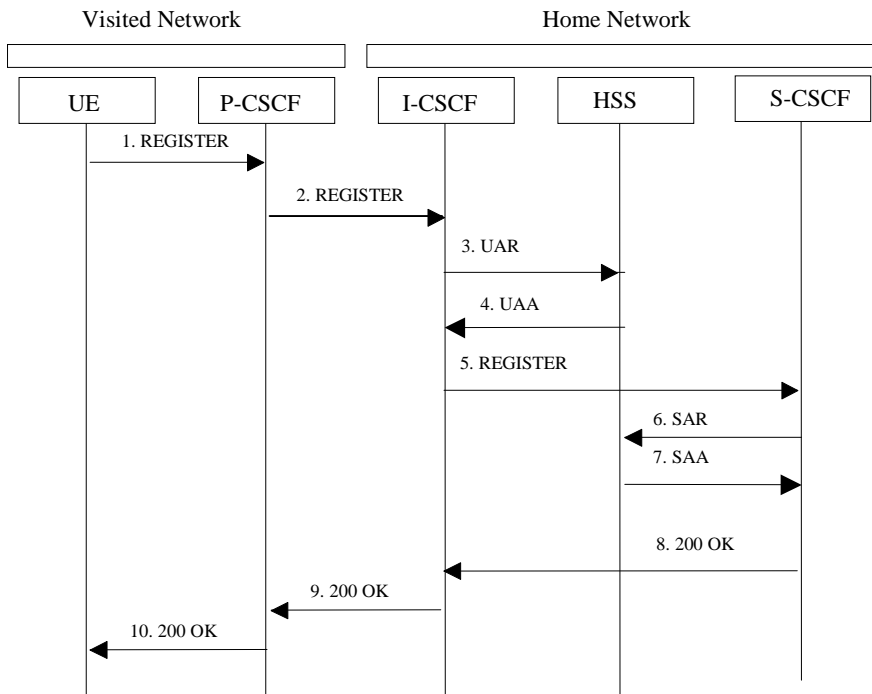 Visited Network
Home Network
UE
P-CSCF
I-CSCF
HSS
S-CSCF
1. REGISTER
2. REGISTER
3. UAR
4. UAA
5. REGISTER
6. SAR
7. SAA
8. 200 OK
9. 200 OK
10. 200 OK